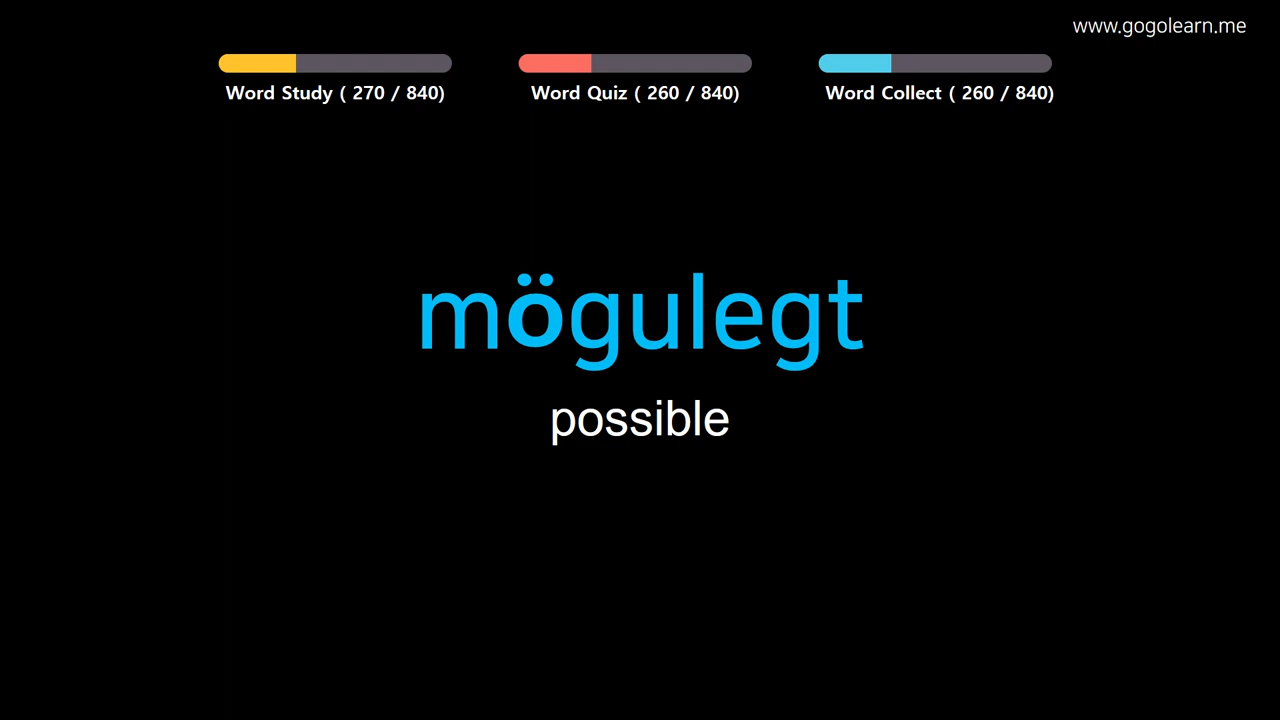 www.gogolearn.me
Word Study ( 270 / 840)
Word Quiz ( 260 / 840)
Word Collect ( 260 / 840)
mögulegt
possible